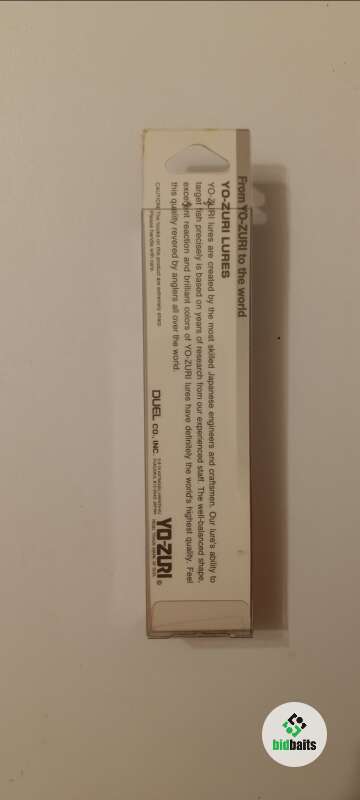 From YO-ZURI to the world
YO-ZURI LURES
YO-ZURI lures are created by the most skilled Japanese engineers and craftsmen. Our lure's ability to
target fish precisely is based on years of research from our experienced staff. The well-balanced shape,
excellent reaction and brilliant colors of YO-ZURI lures have definitely the world's highest quality. Feel
this quality revered by anglers all over the world.
CAUTION: The hooks on this product are extremely sharp.
Please handle with care.
DUEL CO., INC.
YO-ZURI ®
bidbaits